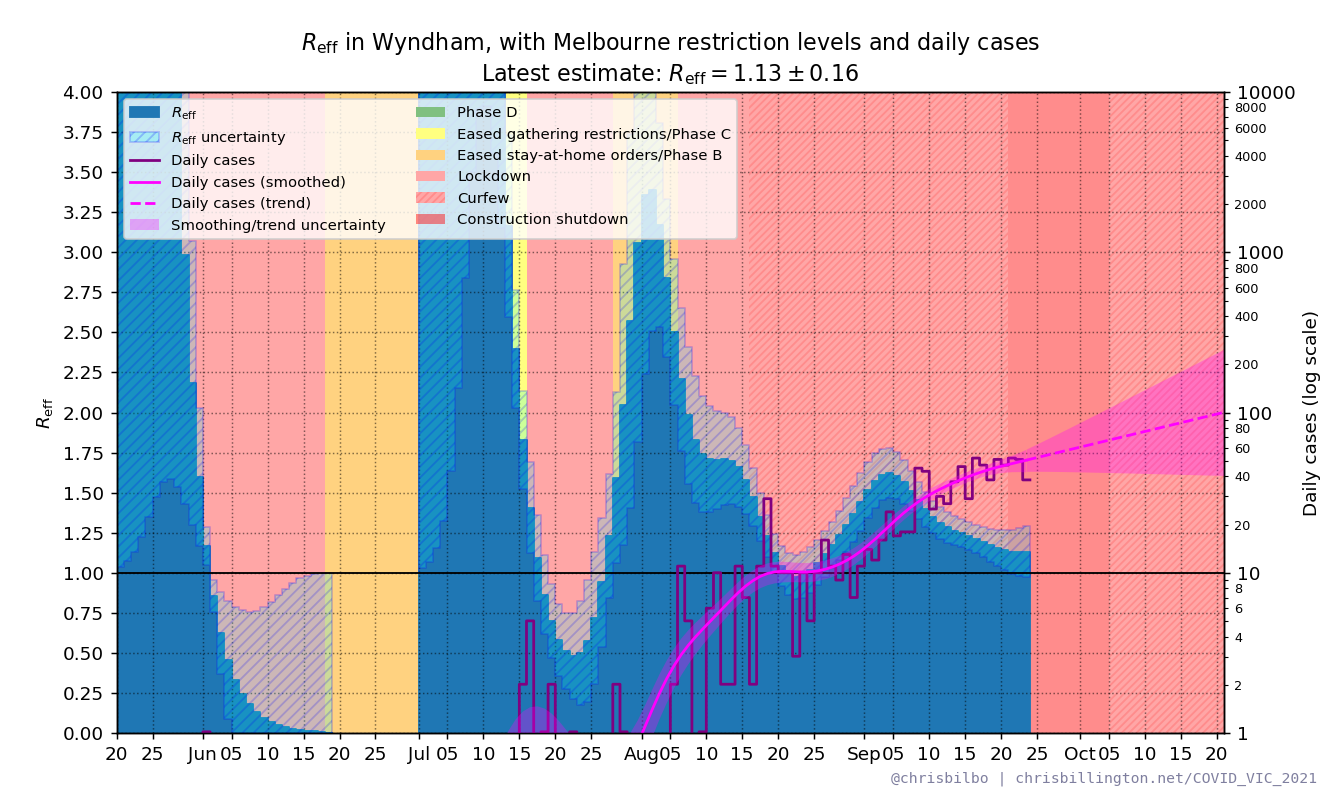 Reff in Wyndham, with Melbourne restriction levels and daily cases
Latest estimate: Reff = 1.13 ± 0.16
Reff
Reff uncertainty
Daily cases
Daily cases (smoothed)
Daily cases (trend)
Smoothing/trend uncertainty
Phase D
Eased gathering restrictions/Phase C
Eased stay-at-home orders/Phase B
Lockdown
Curfew
Construction shutdown
Reff
4.00
3.75
3.50
3.25
3.00
2.75
2.50
2.25
2.00
1.75
1.50
1.25
1.00
0.75
0.50
0.25
0.00
10000
8000
6000
4000
2000
1000
800
600
400
200
100
80
60
40
20
10
8
6
4
2
1
Daily cases (log scale)
20 25 Jun 05 10 15 20 25 Jul 05 10 15 20 25 Aug 05 10 15 20 25 Sep 05 10 15 20 25 Oct 05 10 15 20
@chrisbilbo | chrisbillington.net/COVID_VIC_2021